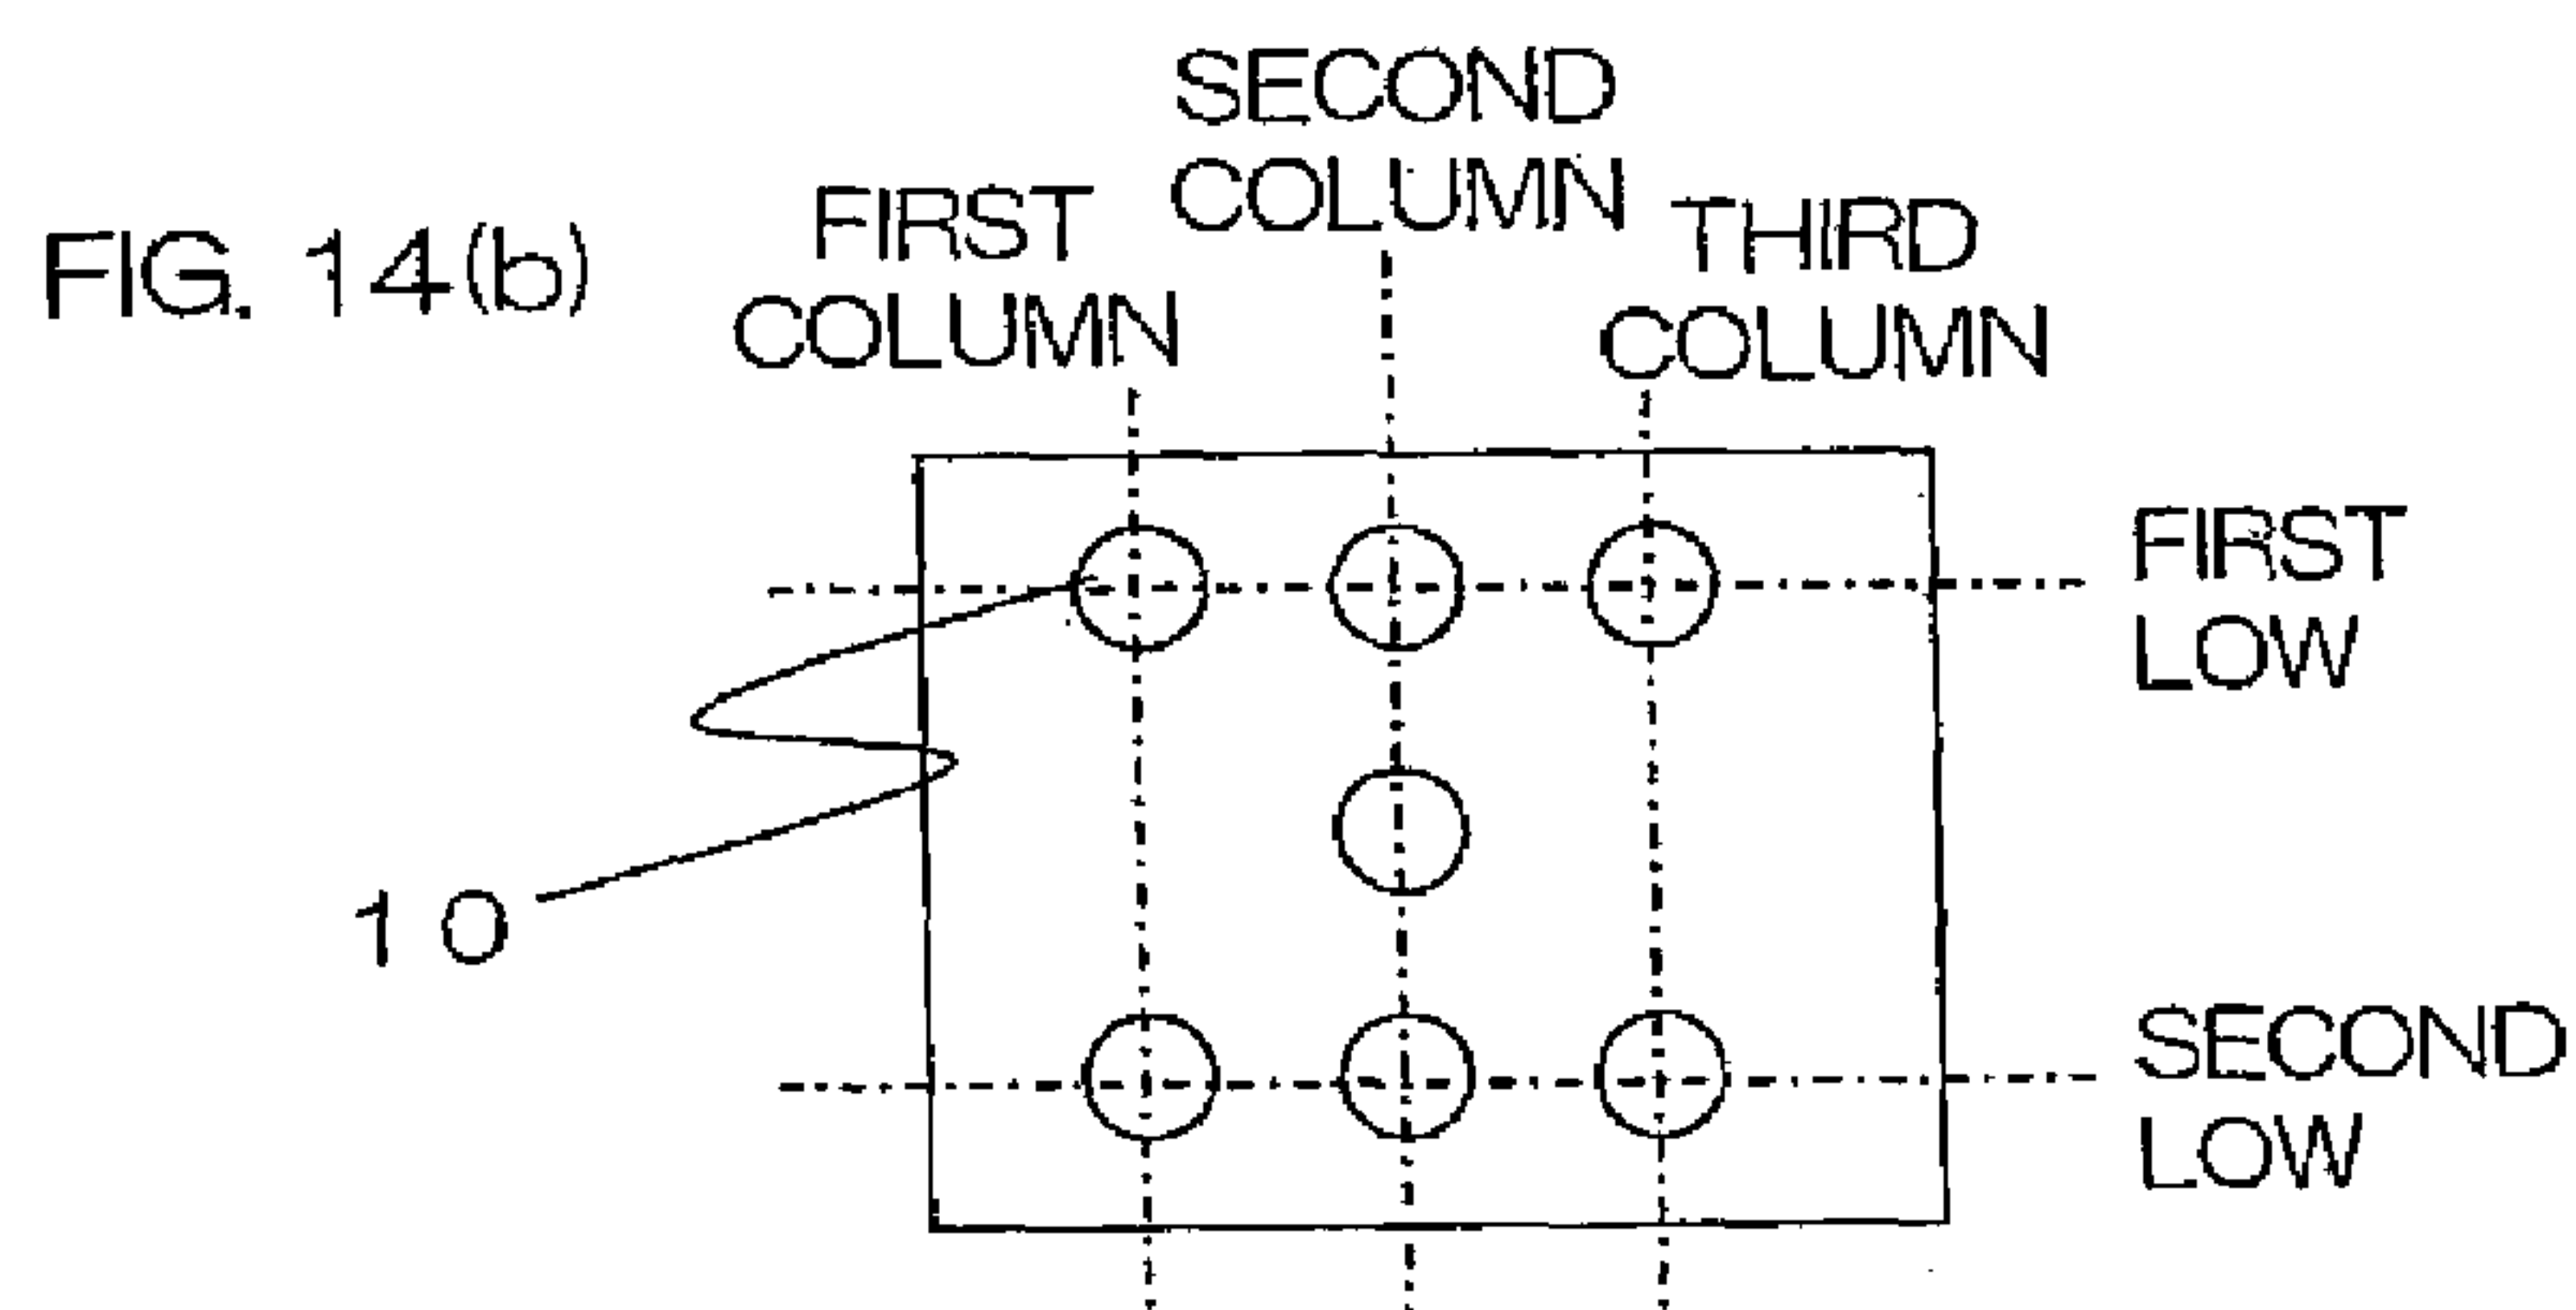 FIG. 14(b)
FIRST
COLUMN
SECOND
COLUMN
THIRD
COLUMN
FIRST
LOW
10
SECOND
LOW